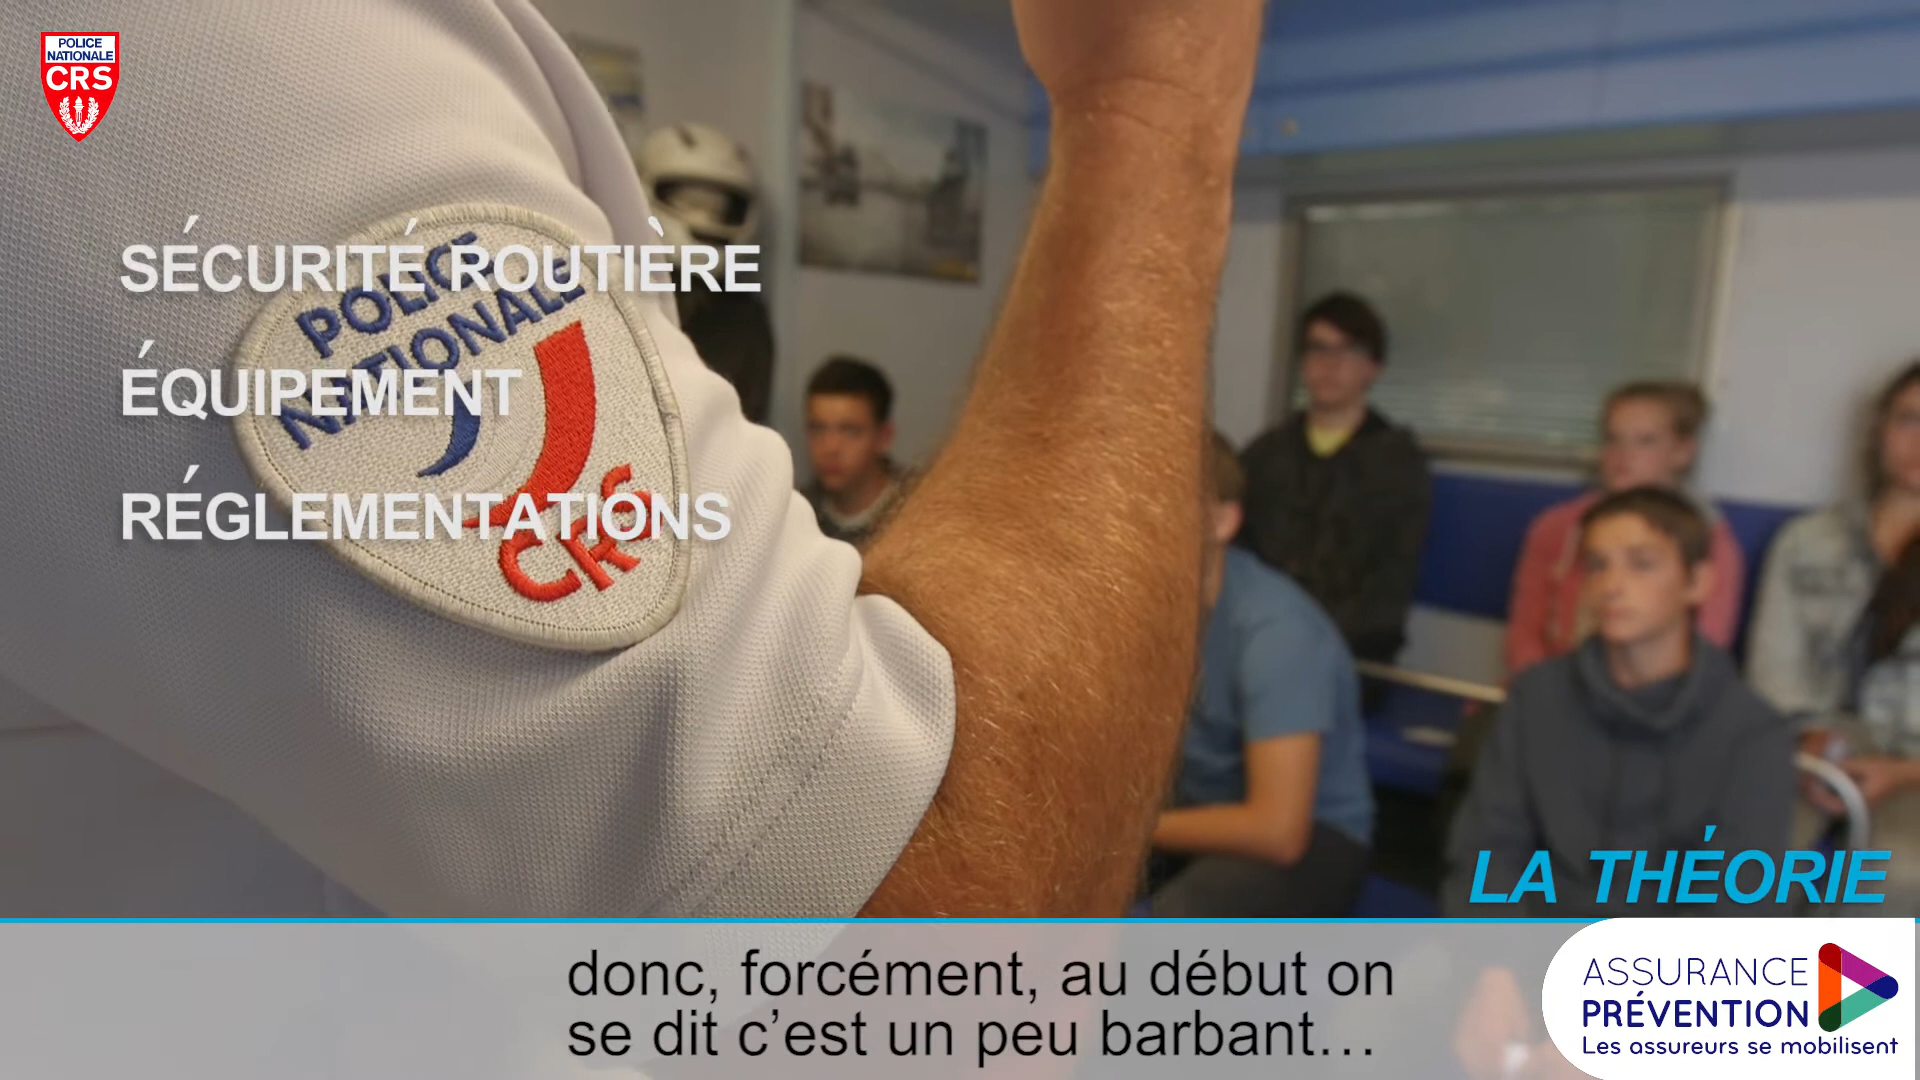 POLICE
NATIONALE
CRS
SÉCURITÉ ROUTIÈRE
ÉQUIPEMENT
RÉGLEMENTATIONS
POLICE
NATIONALE
CRS
LA THÉORIE
donc, forcément, au début on
se dit c’est un peu barbant…
ASSURANCE
PRÉVENTION
Les assureurs se mobilisent